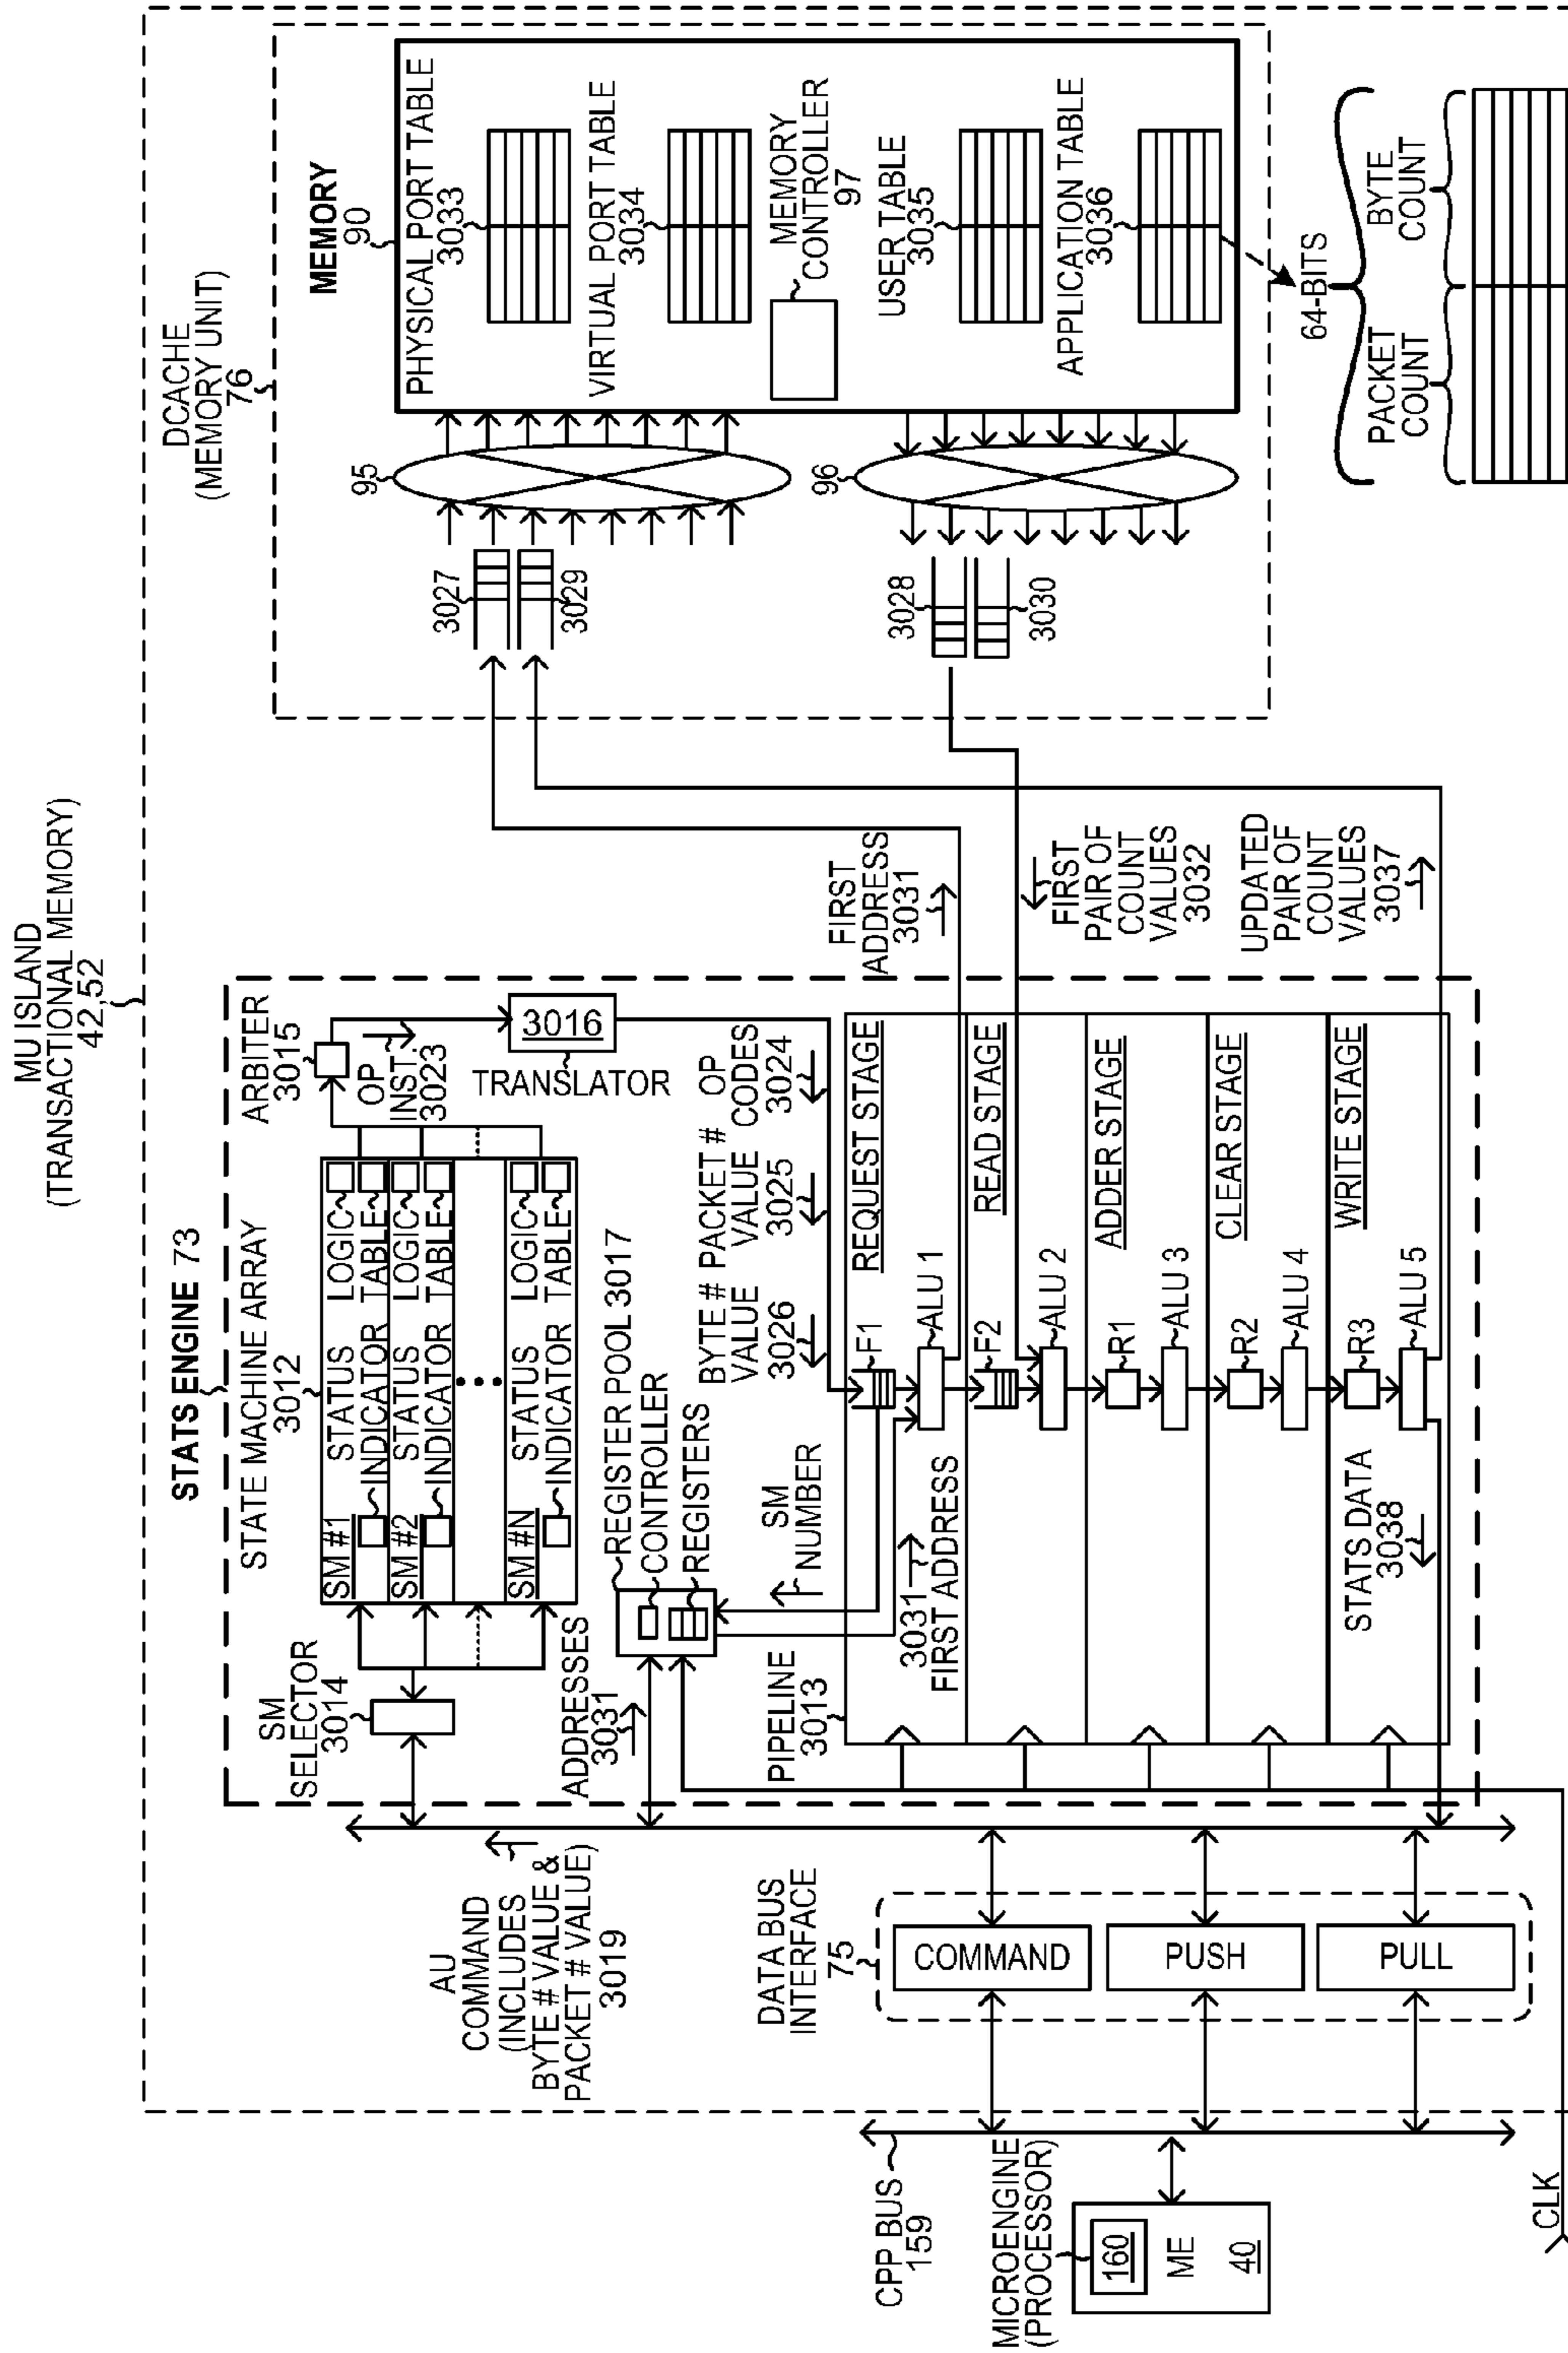 MU ISLAND
(TRANSACTIONAL MEMORY)
42,52
STATS ENGINE 73
STATE MACHINE ARRAY
3012
ARBITER
3015
SM
SELECTOR
3014
SM #1
STATUS
INDICATOR
LOGIC
TABLE
SM #2
STATUS
INDICATOR
LOGIC
TABLE
SM #N
STATUS
INDICATOR
LOGIC
TABLE
OP
INST.
3023
3016
TRANSLATOR
ADDRESSES
3031
REGISTER POOL 3017
CONTROLLER
REGISTERS
SM
NUMBER
BYTE #
VALUE
3026
PACKET #
VALUE
3025
OP
CODES
3024
PIPELINE
3013
3031
FIRST ADDRESS
F1
ALU 1
REQUEST STAGE
F2
ALU 2
READ STAGE
R1
ALU 3
ADDER STAGE
R2
ALU 4
CLEAR STAGE
R3
ALU 5
WRITE STAGE
STATS DATA
3038
AU
COMMAND
(INCLUDES
BYTE # VALUE &
PACKET # VALUE)
3019
DATA BUS
INTERFACE
75
COMMAND
PUSH
PULL
CPP BUS
159
MICROENGINE
(PROCESSOR)
160
ME
40
CLK
FIRST
ADDRESS
3031
FIRST
PAIR OF
COUNT
VALUES
3032
UPDATED
PAIR OF
COUNT
VALUES
3037
DCACHE
(MEMORY UNIT)
76
MEMORY
90
95
3027
3029
96
3028
3030
PHYSICAL PORT TABLE
3033
VIRTUAL PORT TABLE
3034
MEMORY
CONTROLLER
97
USER TABLE
3035
APPLICATION TABLE
3036
64-BITS
PACKET
COUNT
BYTE
COUNT